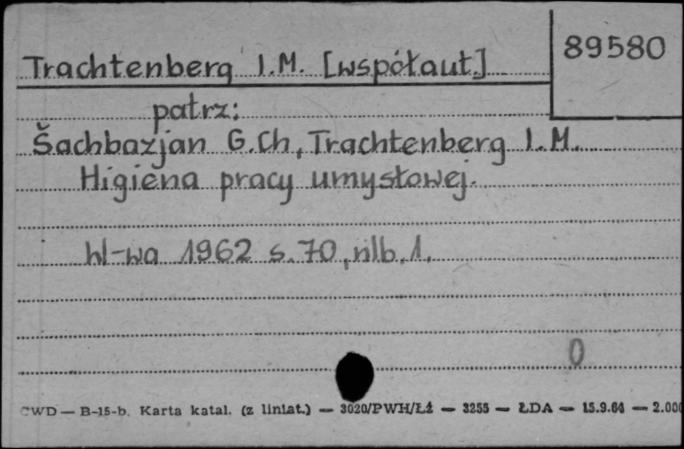 Trachtenberg I.M. [współaut.]
89580
patrz:
Šachbazjan G.Ch, Trachtenberg I.M.
Higiena pracy umysłowej.
W-wa 1962 s. 70, nlb. 1.
0
CWD — B-15-b. Karta katal. (z liniat.) — 3020/PWH/Łź — 3255 — ŁDA — 15.9.64 — 2.000